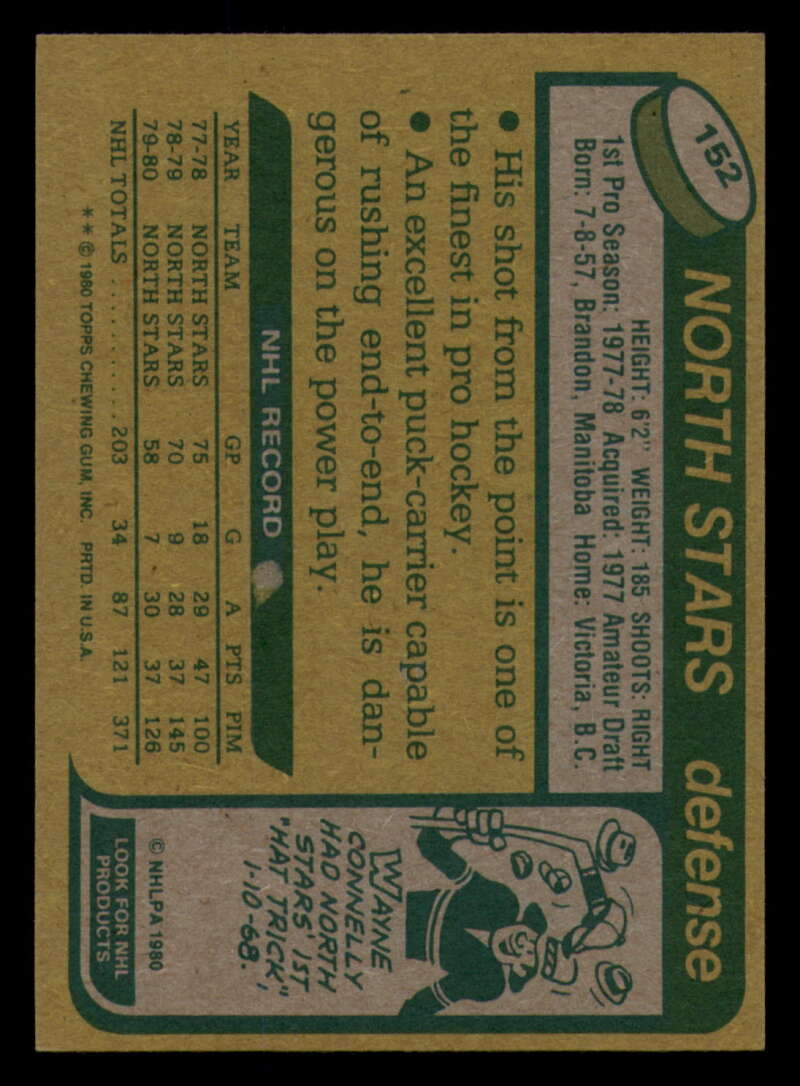 152
NORTH STARS defense
HEIGHT: 6'2" WEIGHT: 185 SHOOTS: RIGHT
1st Pro Season: 1977-78 Acquired: 1977 Amateur Draft
Born: 7-8-57, Brandon, Manitoba Home: Victoria, B.C.
● His shot from the point is one of
the finest in pro hockey.
● An excellent puck-carrier capable
of rushing end-to-end, he is dan-
gerous on the power play.
NHL RECORD
YEAR TEAM GP G A PTS PIM
77-78 NORTH STARS 75 18 29 47 100
78-79 NORTH STARS 70 9 28 37 145
79-80 NORTH STARS 58 7 30 37 126
NHL TOTALS ........... 203 34 87 121 371
** © 1980 TOPPS CHEWING GUM, INC. PRTD. IN U.S.A.
WAYNE
CONNELLY
HAD NORTH
STARS' 1ST
"HAT TRICK",
1-10-68.
© NHLPA 1980
LOOK FOR NHL
PRODUCTS